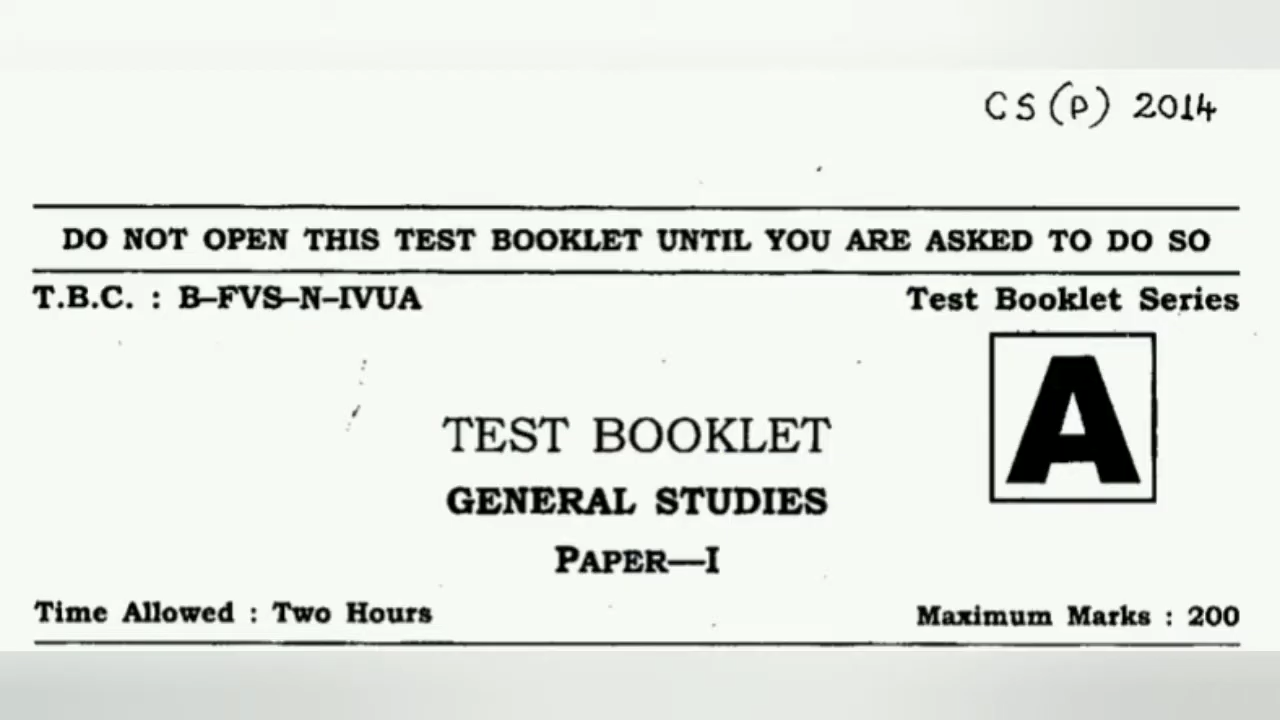 CS(P) 2014
DO NOT OPEN THIS TEST BOOKLET UNTIL YOU ARE ASKED TO DO SO
T.B.C. : B–FVS–N–IVUA
Test Booklet Series
A
TEST BOOKLET
GENERAL STUDIES
PAPER—I
Time Allowed : Two Hours
Maximum Marks : 200